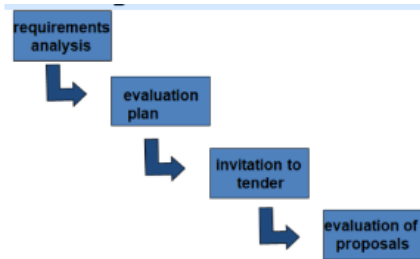 requirements
analysis
evaluation
plan
invitation to
tender
evaluation of
proposals